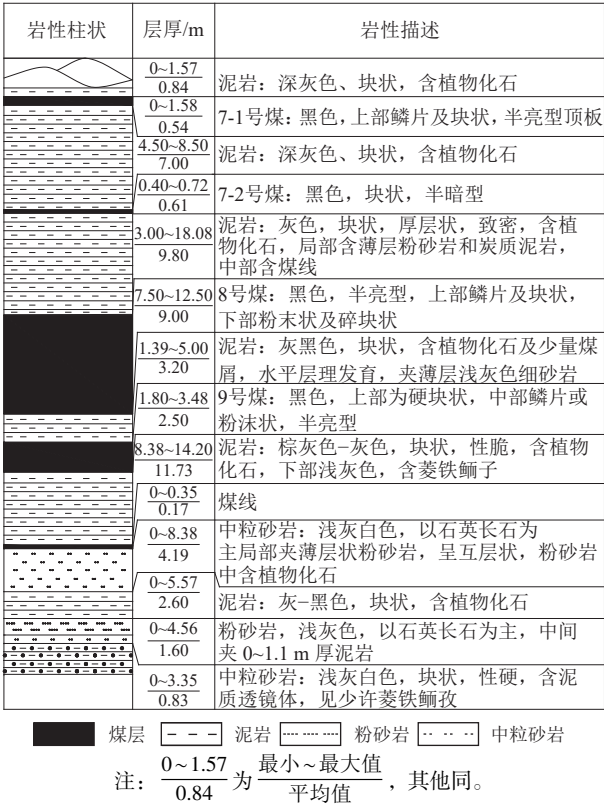 岩性柱状 层厚/m 岩性描述
0~1.57
0.84
泥岩：深灰色、块状，含植物化石
0~1.58
0.54
7-1号煤：黑色，上部鳞片及块状，半亮型顶板
4.50~8.50
7.00
泥岩：深灰色、块状，含植物化石
0.40~0.72
0.61
7-2号煤：黑色，块状，半暗型
3.00~18.08
9.80
泥岩：灰色，块状，厚层状，致密，含植
物化石，局部含薄层粉砂岩和炭质泥岩，
中部含煤线
7.50~12.50
9.00
8号煤：黑色，半亮型，上部鳞片及块状，
下部粉末状及碎块状
1.39~5.00
3.20
泥岩：灰黑色，块状，含植物化石及少量煤
屑，水平层理发育，夹薄层浅灰色细砂岩
1.80~3.48
2.50
9号煤：黑色，上部为硬块状，中部鳞片或
粉沫状，半亮型
8.38~14.20
11.73
泥岩：棕灰色−灰色，块状，性脆，含植物
化石，下部浅灰色，含菱铁鲕子
0~0.35
0.17
煤线
0~8.38
4.19
中粒砂岩：浅灰白色，以石英长石为
主局部夹薄层状粉砂岩，呈互层状，粉砂岩
中含植物化石
0~5.57
2.60
泥岩：灰−黑色，块状，含植物化石
0~4.56
1.60
粉砂岩，浅灰色，以石英长石为主，中间
夹 0~1.1 m 厚泥岩
0~3.35
0.83
中粒砂岩：浅灰白色，块状，性硬，含泥
质透镜体，见少许菱铁鲕孜
煤层 泥岩 粉砂岩 中粒砂岩
注：0~1.57/0.84 为 最小~最大值/平均值，其他同。